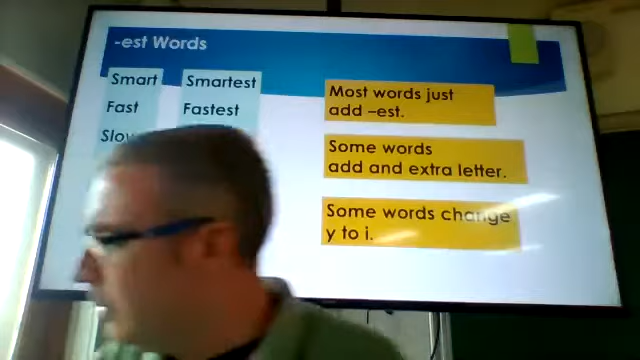 -est Words
Smart Smartest
Fast Fastest
Most words just
add –est.
Some words
add and extra letter.
Some words change
y to i.